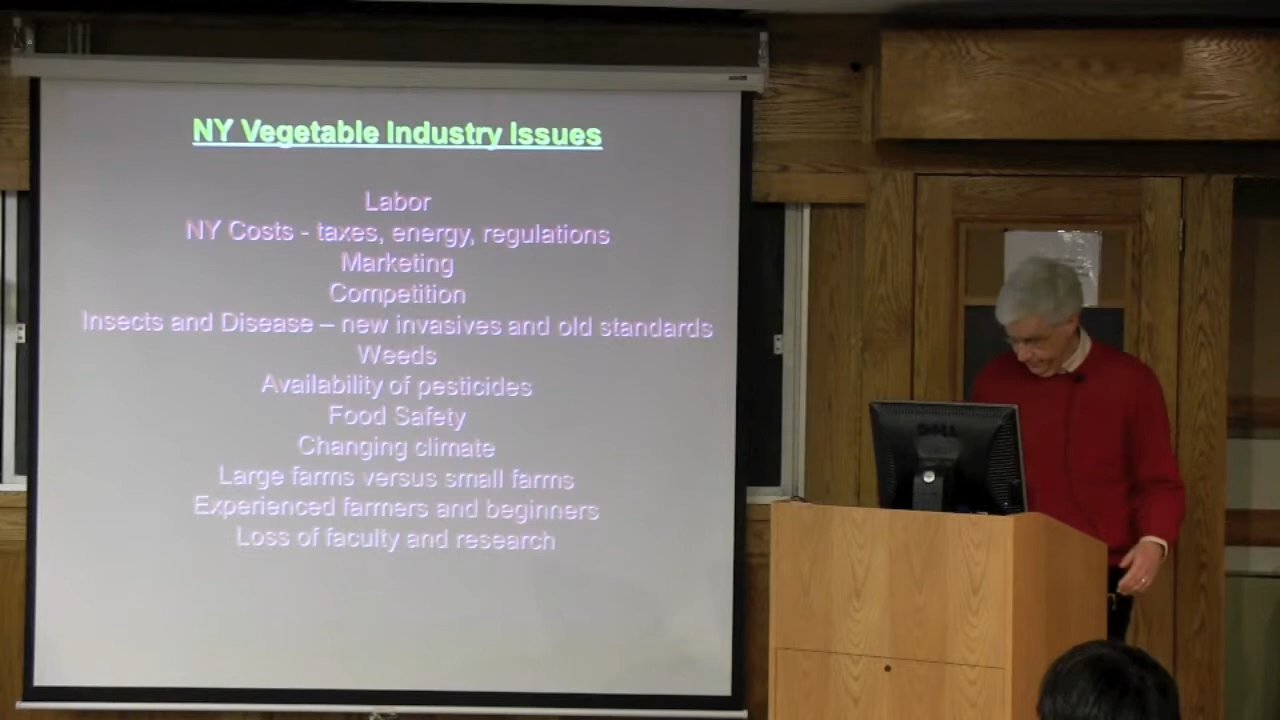 NY Vegetable Industry Issues
Labor
NY Costs - taxes, energy, regulations
Marketing
Competition
Insects and Disease – new invasives and old standards
Weeds
Availability of pesticides
Food Safety
Changing climate
Large farms versus small farms
Experienced farmers and beginners
Loss of faculty and research
DELL